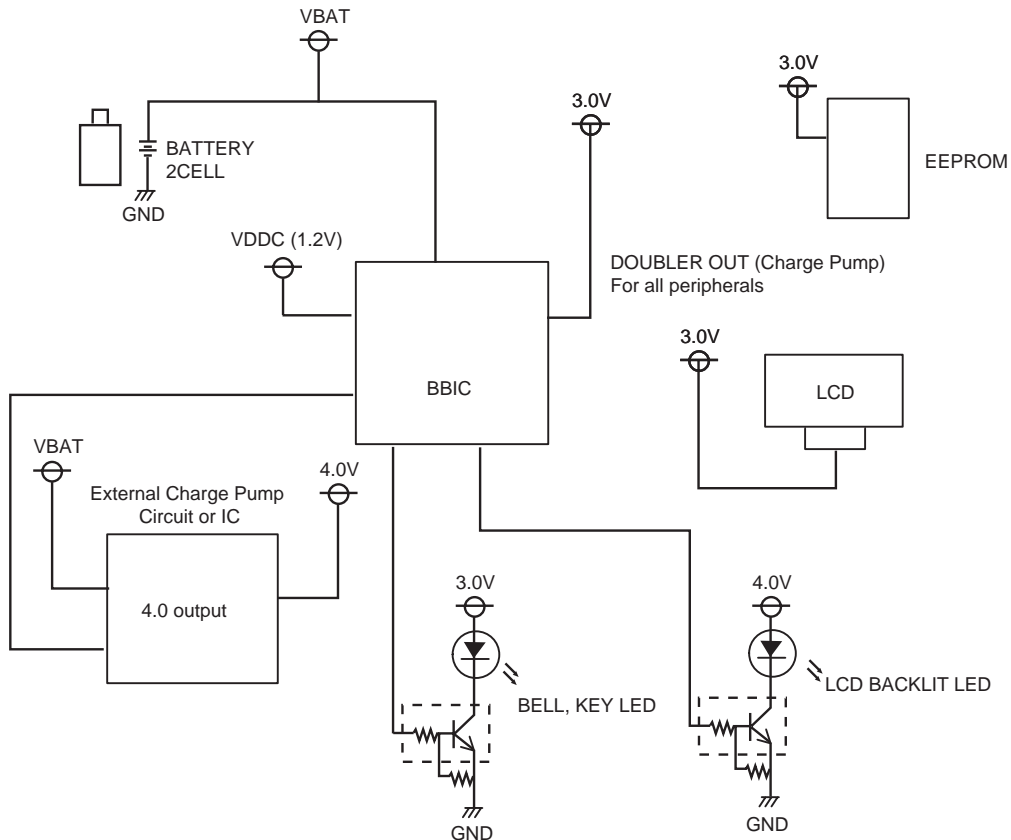 VBAT
3.0V
3.0V
BATTERY
2CELL
EEPROM
GND
VDDC (1.2V)
DOUBLER OUT (Charge Pump)
For all peripherals
3.0V
BBIC
LCD
VBAT
4.0V
External Charge Pump
Circuit or IC
4.0 output
3.0V
4.0V
BELL, KEY LED
LCD BACKLIT LED
GND
GND